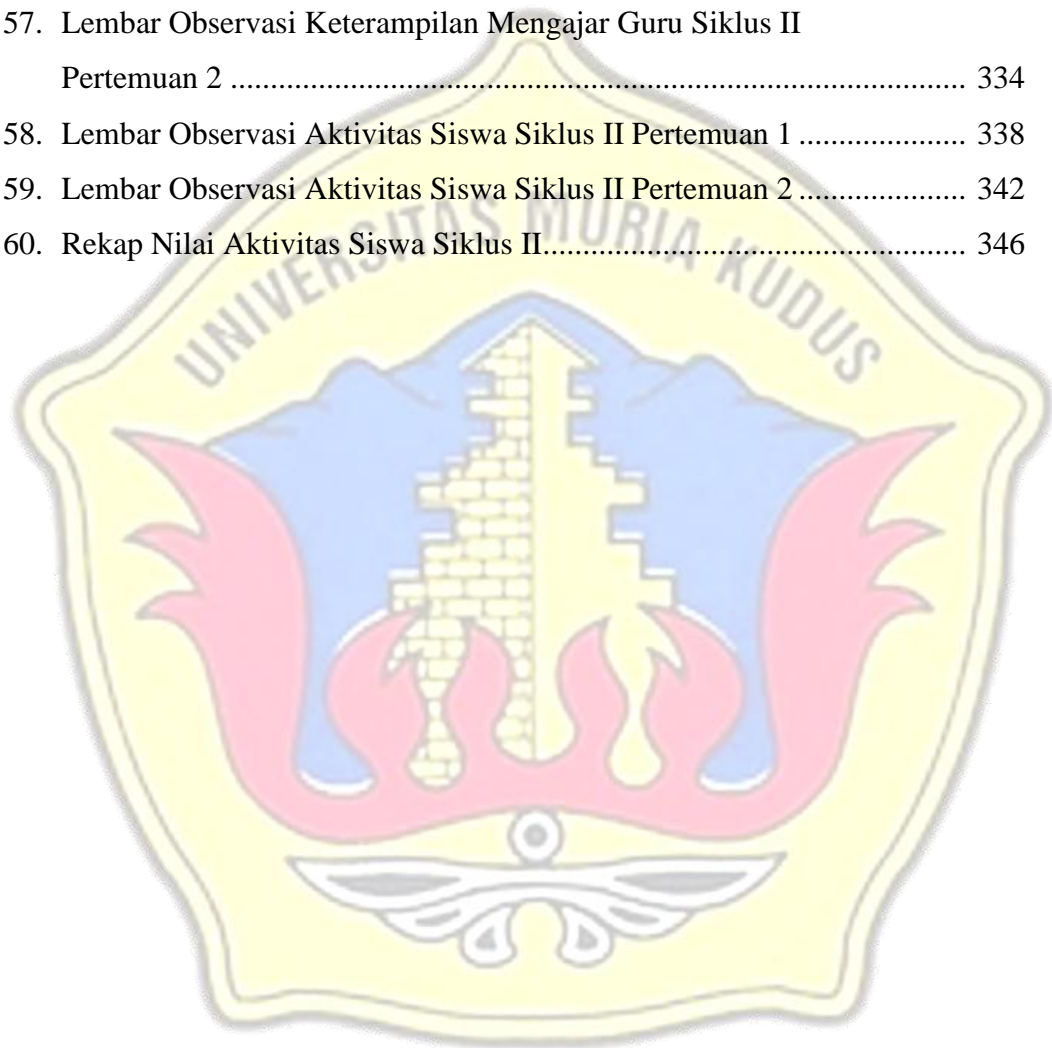 57. Lembar Observasi Keterampilan Mengajar Guru Siklus II
Pertemuan 2 .................................................................................... 334
58. Lembar Observasi Aktivitas Siswa Siklus II Pertemuan 1 .................... 338
59. Lembar Observasi Aktivitas Siswa Siklus II Pertemuan 2 .................... 342
60. Rekap Nilai Aktivitas Siswa Siklus II.................................................. 346
UNIVERSITAS MURIA KUDUS